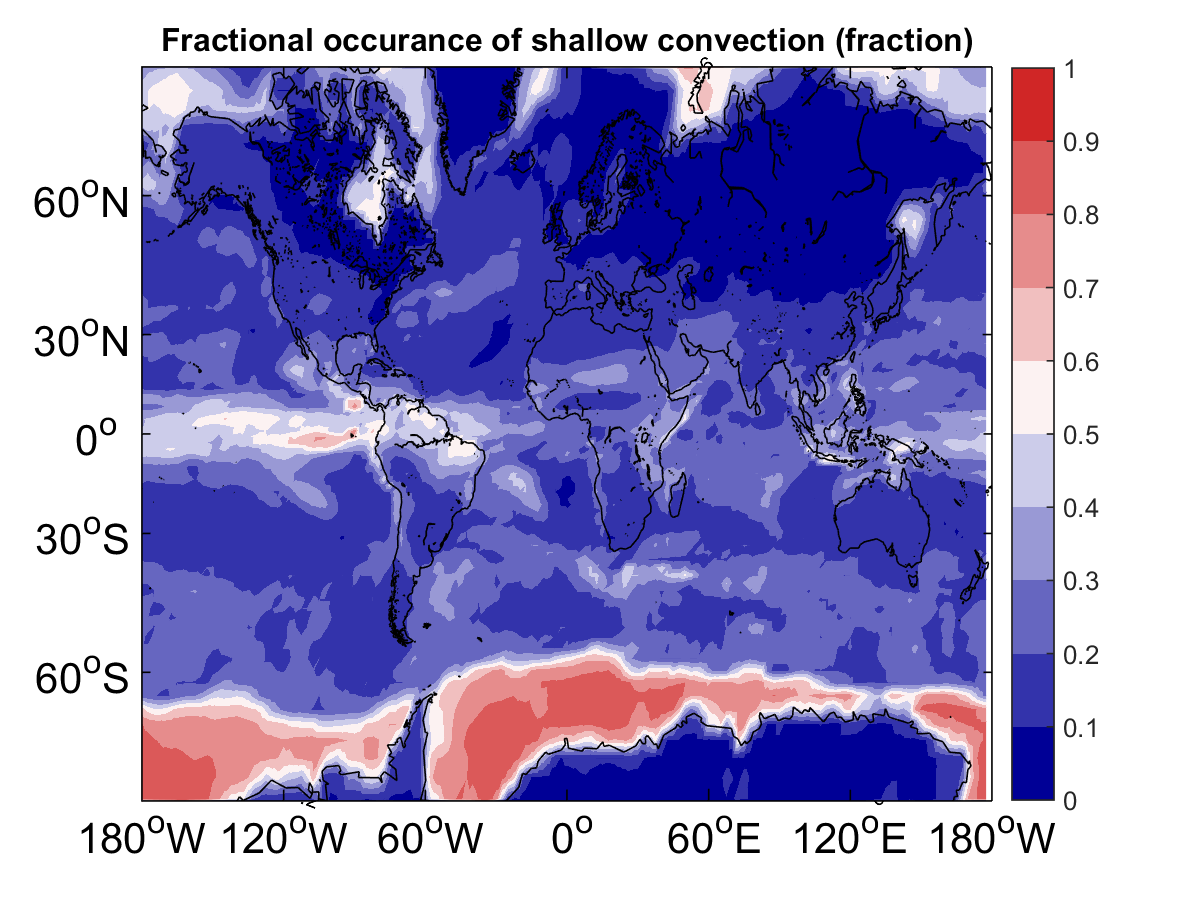 Fractional occurance of shallow convection (fraction)
1
0.9
0.8
0.7
0.6
0.5
0.4
0.3
0.2
0.1
0
60°N
30°N
0°
30°S
60°S
180°W 120°W 60°W 0° 60°E 120°E 180°W